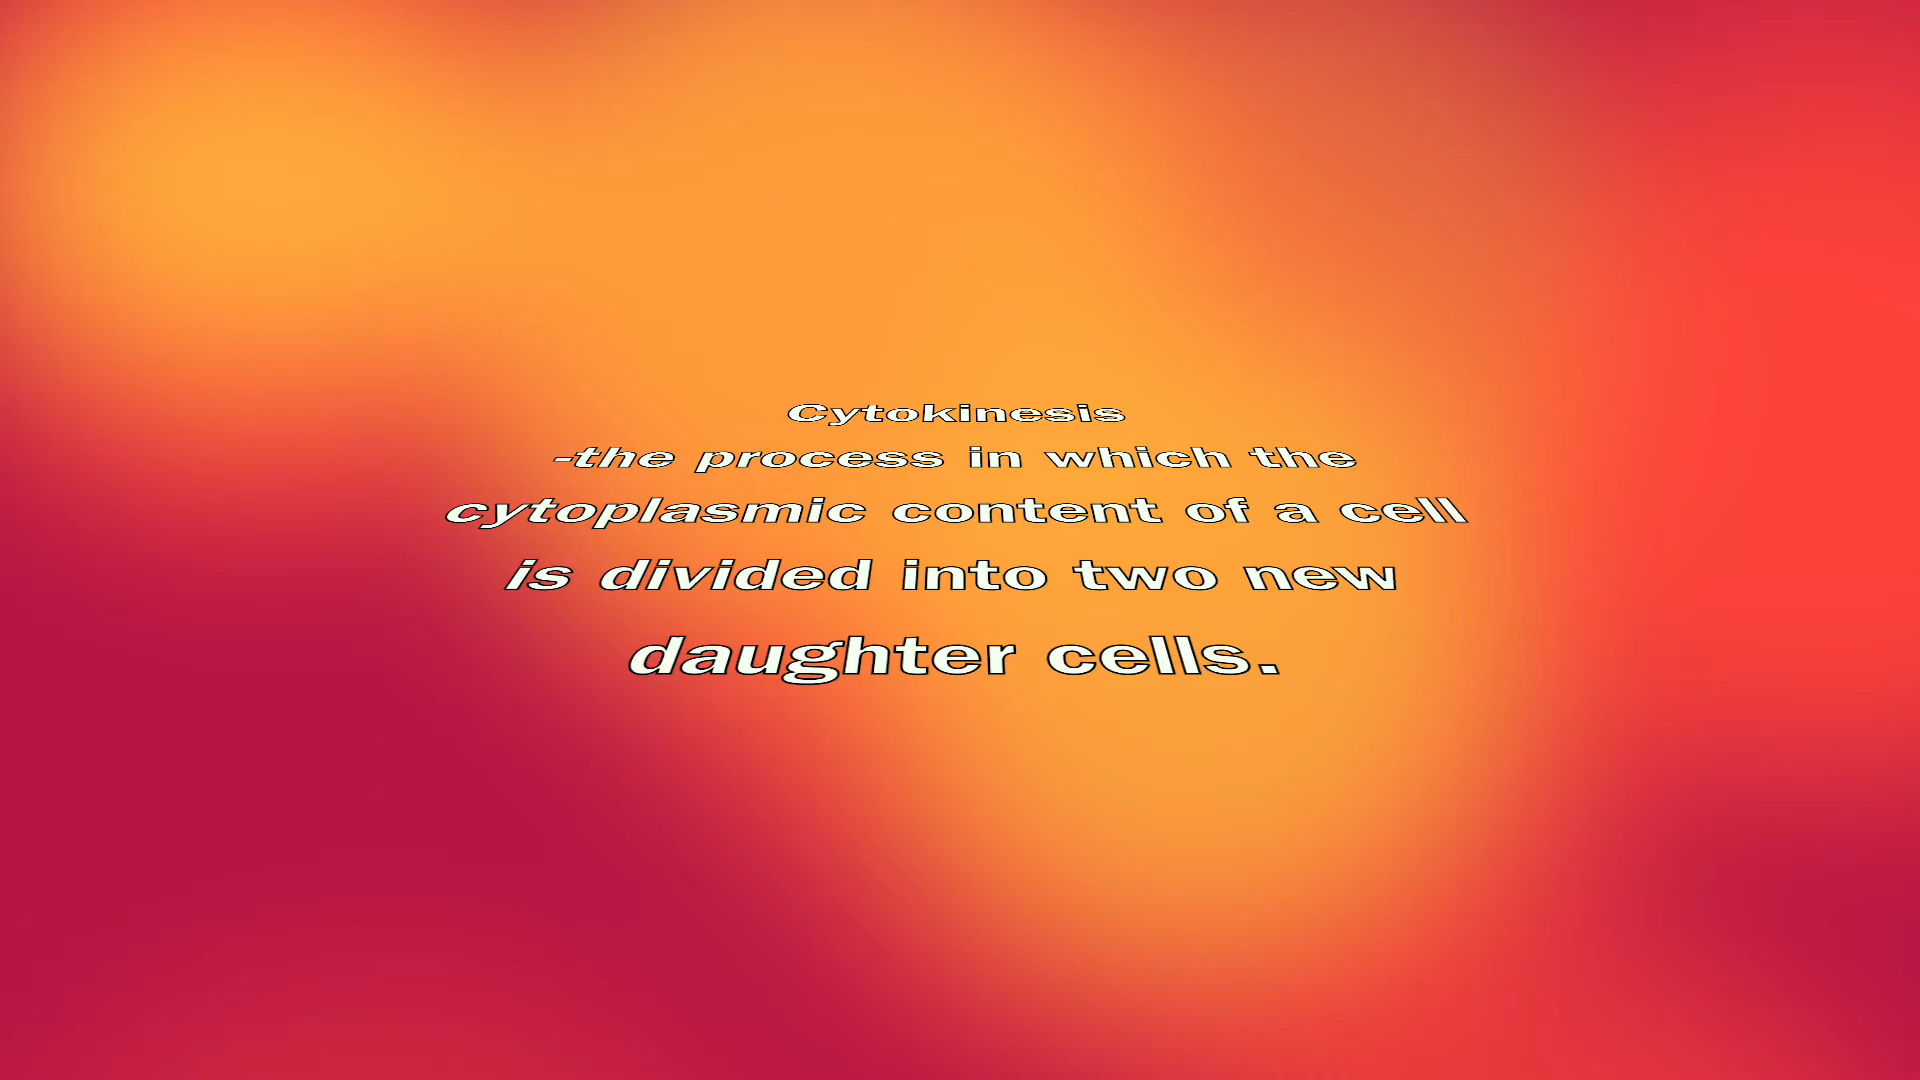 Cytokinesis
-the process in which the
cytoplasmic content of a cell
is divided into two new
daughter cells.